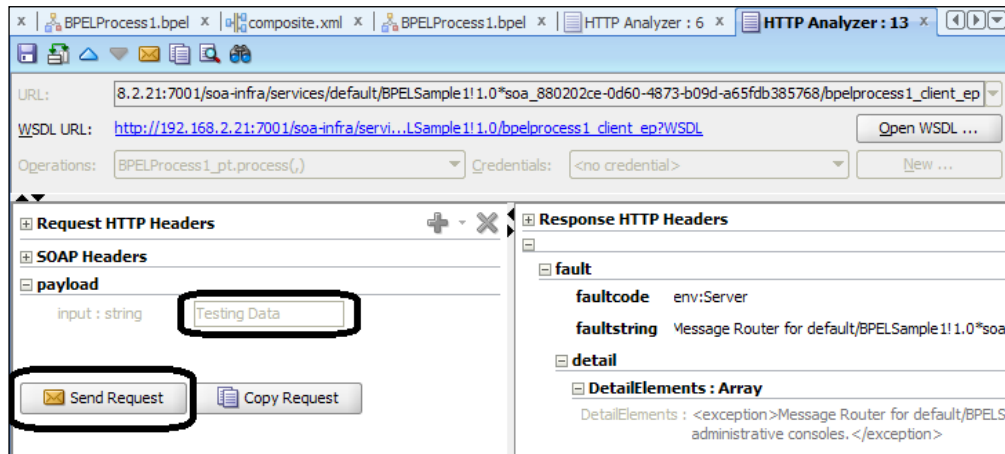 BPELProcess1.bpel composite.xml BPELProcess1.bpel HTTP Analyzer : 6 HTTP Analyzer : 13
URL: 8.2.21:7001/soa-infra/services/default/BPELSample1!1.0*soa_880202ce-0d60-4873-b09d-a65fdb385768/bpelprocess1_client_ep
WSDL URL: http://192.168.2.21:7001/soa-infra/servi...LSample1!1.0/bpelprocess1_client_ep?WSDL Open WSDL ...
Operations: BPELProcess1_pt.process(,) Credentials: <no credential> New ...
Request HTTP Headers
SOAP Headers
payload
input : string Testing Data
Send Request Copy Request
Response HTTP Headers
fault
faultcode env:Server
faultstring Message Router for default/BPELSample1!1.0*soa
detail
DetailElements : Array
DetailElements : <exception>Message Router for default/BPELS
administrative consoles.</exception>